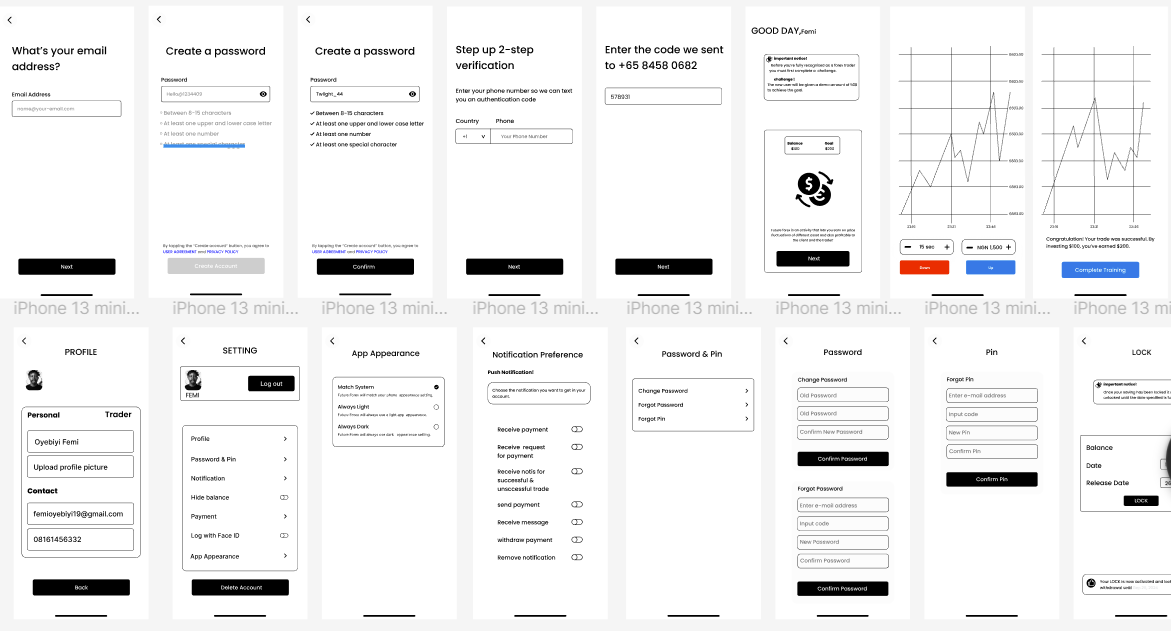 What's your email
address?
Email Address
name@your-email.com
Next
Create a password
Password
Hello@1234405
Between 8-15 characters
At least one upper and lower case letter
At least one number
At least one special character
By tapping the "Create account" button, you agree to
USER AGREEMENT and PRIVACY POLICY
Create Account
Create a password
Password
Twilight_44
Between 8-15 characters
At least one upper and lower case letter
At least one number
At least one special character
By tapping the "Create account" button, you agree to
USER AGREEMENT and PRIVACY POLICY
Confirm
Step up 2-step
verification
Enter your phone number so we can text
you an authentication code
Country Phone
+1 v Your Phone Number
Next
Enter the code we sent
to +65 8458 0682
578931
Next
GOOD DAY,Femi
Important notice!
Before you're fully recognized as a forex trader
you must first complete a challenge.
challenge!
The new user will be given a demo amount of
to achieve the goal.
Balance Goal
$100 $200
the client and the trader!
Next
15 sec
NGN 1,500
Down
Up
Congratulation! Your trade was successful. By
investing $100, you've earned $200.
Complete Training
iPhone 13 mini...
iPhone 13 mini...
iPhone 13 mini...
iPhone 13 mini...
iPhone 13 mini...
iPhone 13 mini...
iPhone 13 mini...
iPhone 13 mi
PROFILE
Personal Trader
Oyebiyi Femi
Upload profile picture
Contact
femioyebiyi19@gmail.com
08161456332
Back
SETTING
Log out
FEMI
Profile
Password & Pin
Notification
Hide balance
Payment
Log with Face ID
App Appearance
Delete Account
App Appearance
Match System
Future Forex will match your phone appearance setting.
Always Light
Future Forex will always use a light app appearance.
Always Dark
Future Forex will always use dark appearance setting.
Notification Preference
Push Notification!
Choose the notification you want to get in your
account.
Receive payment
Receive request
for payment
Receive notis for
successful &
unsccessful trade
send payment
Receive message
withdraw payment
Remove notification
Password & Pin
Change Password
Forgot Password
Forgot Pin
Password
Change Password
Old Password
Old Password
Confirm New Password
Confirm Password
Forgot Password
Enter e-mail address
Input code
New Password
Confirm Password
Confirm Password
Pin
Forgot Pin
Enter e-mail address
Input code
New Pin
Confirm Pin
Confirm Pin
LOCK
Important notice!
Once your saving has been locked it
unlocked until the date specified is fu
Balance
Date
Release Date
LOCK
Your LOCK is now activated and
withdrawal until